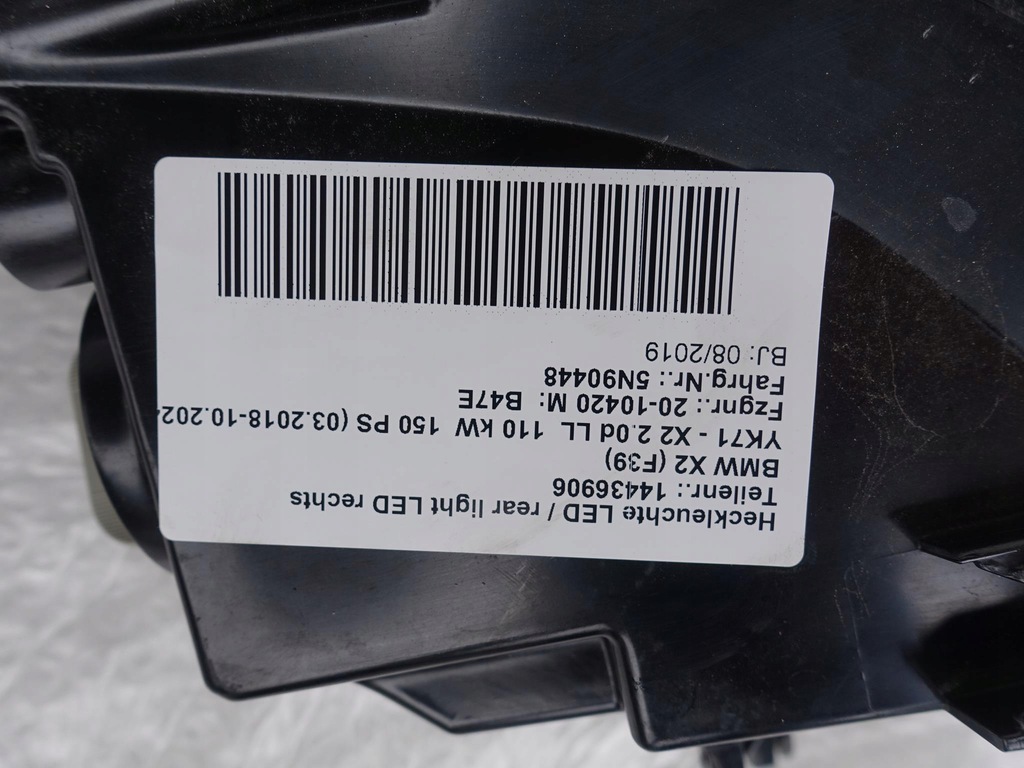 Heckleuchte LED / rear light LED rechts
Teilenr.: 14436906
BMW X2 (F39)
YK71 - X2 2.0d LL 110 kW 150 PS (03.2018-10.202
Fzgnr.: 20-10420 M: B47E
Fahrg.Nr.: 5N90448
BJ: 08/2019